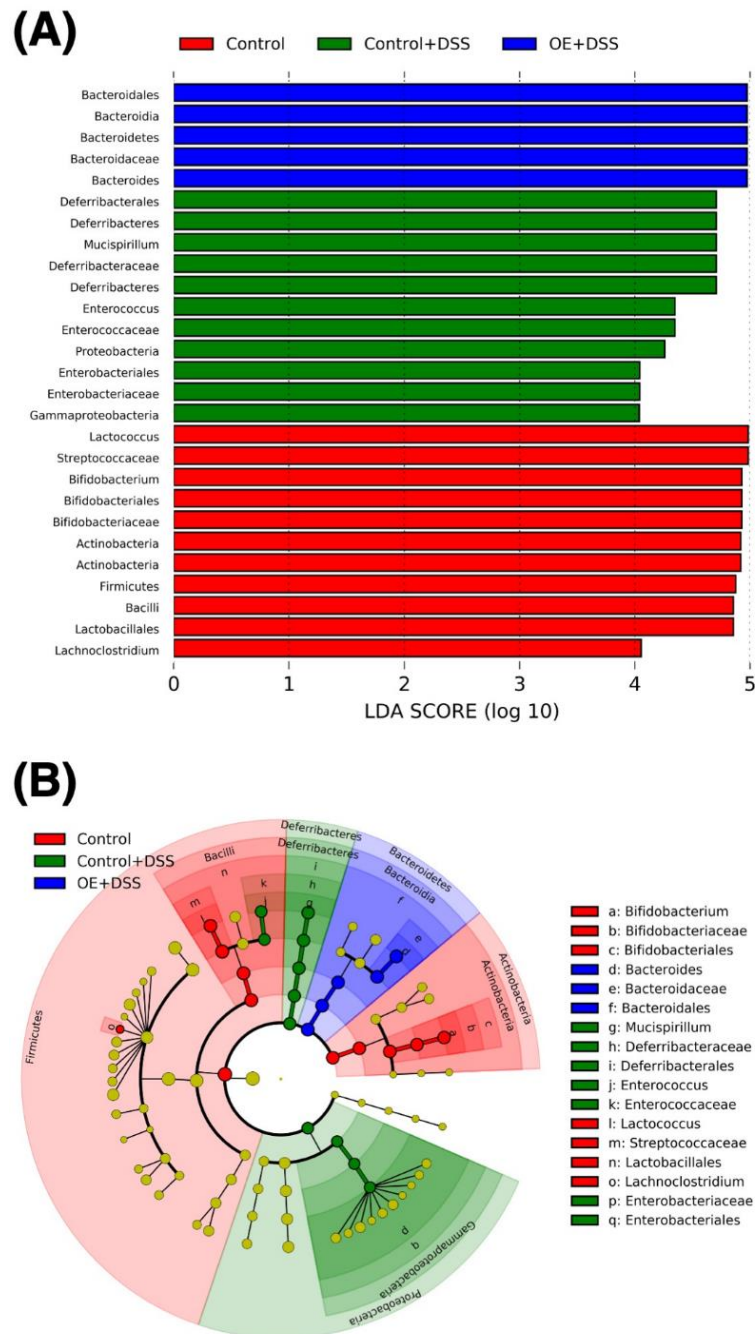 (A)
Control Control+DSS OE+DSS
Bacteroidales
Bacteroidia
Bacteroidetes
Bacteroidaceae
Bacteroides
Deferribacterales
Deferribacteres
Mucispirillum
Deferribacteraceae
Deferribacteres
Enterococcus
Enterococcaceae
Proteobacteria
Enterobacteriales
Enterobacteriaceae
Gammaproteobacteria
Lactococcus
Streptococcaceae
Bifidobacterium
Bifidobacteriales
Bifidobacteriaceae
Actinobacteria
Actinobacteria
Firmicutes
Bacilli
Lactobacillales
Lachnoclostridium
0 1 2 3 4 5
LDA SCORE (log 10)
(B)
Control
Control+DSS
OE+DSS
Firmicutes
Bacilli
n
m
k
j
o
Deferribacteres
Deferribacteres
i
h
g
Bacteroidetes
Bacteroidia
f
e
d
Actinobacteria
Actinobacteria
c
b
a
p
q
Gammaproteobacteria
Proteobacteria
a: Bifidobacterium
b: Bifidobacteriaceae
c: Bifidobacteriales
d: Bacteroides
e: Bacteroidaceae
f: Bacteroidales
g: Mucispirillum
h: Deferribacteraceae
i: Deferribacterales
j: Enterococcus
k: Enterococcaceae
l: Lactococcus
m: Streptococcaceae
n: Lactobacillales
o: Lachnoclostridium
p: Enterobacteriaceae
q: Enterobacteriales